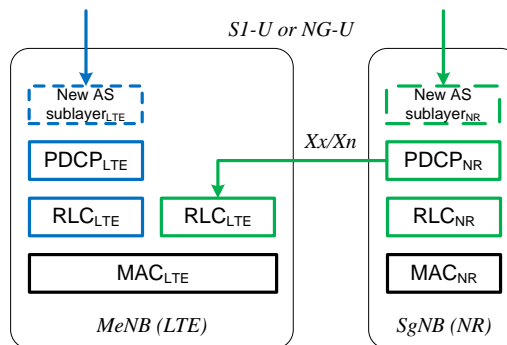 S1-U or NG-U
New AS
sublayerLTE
New AS
sublayerNR
Xx/Xn
PDCPLTE
PDCPNR
RLCLTE
RLCLTE
RLCNR
MACLTE
MACNR
MeNB (LTE)
SgNB (NR)